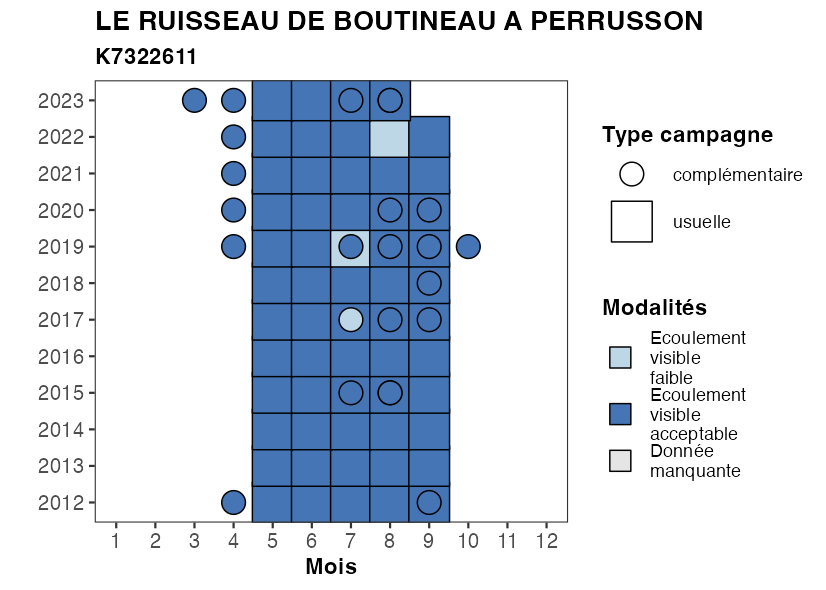 LE RUISSEAU DE BOUTINEAU A PERRUSSON
K7322611
2023
2022
2021
2020
2019
2018
2017
2016
2015
2014
2013
2012
1 2 3 4 5 6 7 8 9 10 11 12
Mois
Type campagne
complémentaire
usuelle
Modalités
Ecoulement
visible
faible
Ecoulement
visible
acceptable
Donnée
manquante